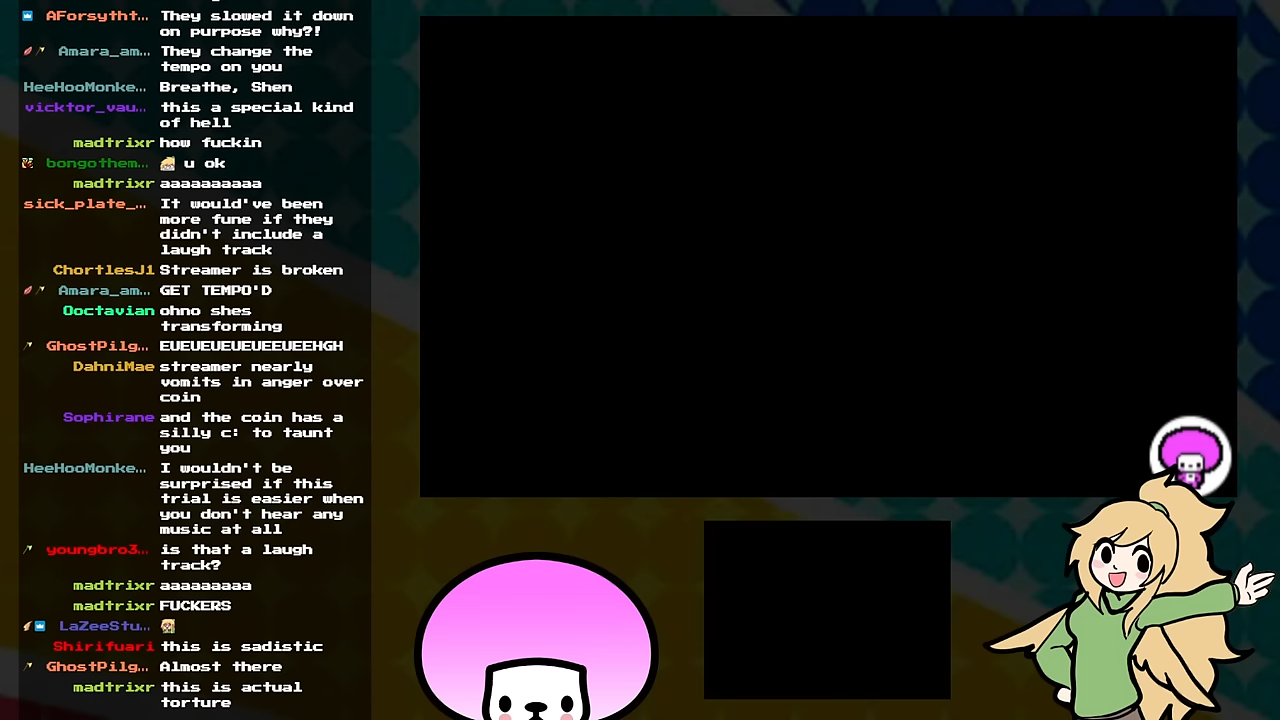 AForsytht… They slowed it down
on purpose why?!
Amara_am… They change the
tempo on you
HeeHooMonke… Breathe, Shen
vicktor_vau… this a special kind
of hell
madtrixr how fuckin
bongothem… u ok
madtrixr aaaaaaaaaa
sick_plate_… It would've been
more fune if they
didn't include a
laugh track
ChortlesJ1 Streamer is broken
Amara_am… GET TEMPO'D
Ooctavian ohno shes
transforming
GhostPilg… EUEUEUEUEUEEUEEHGH
DahniMae streamer nearly
vomits in anger over
coin
Sophirane and the coin has a
silly c: to taunt
you
HeeHooMonke… I wouldn't be
surprised if this
trial is easier when
you don't hear any
music at all
youngbro3… is that a laugh
track?
madtrixr aaaaaaaaa
madtrixr FUCKERS
LaZeeStu…
Shirifuari this is sadistic
GhostPilg… Almost there
madtrixr this is actual
torture